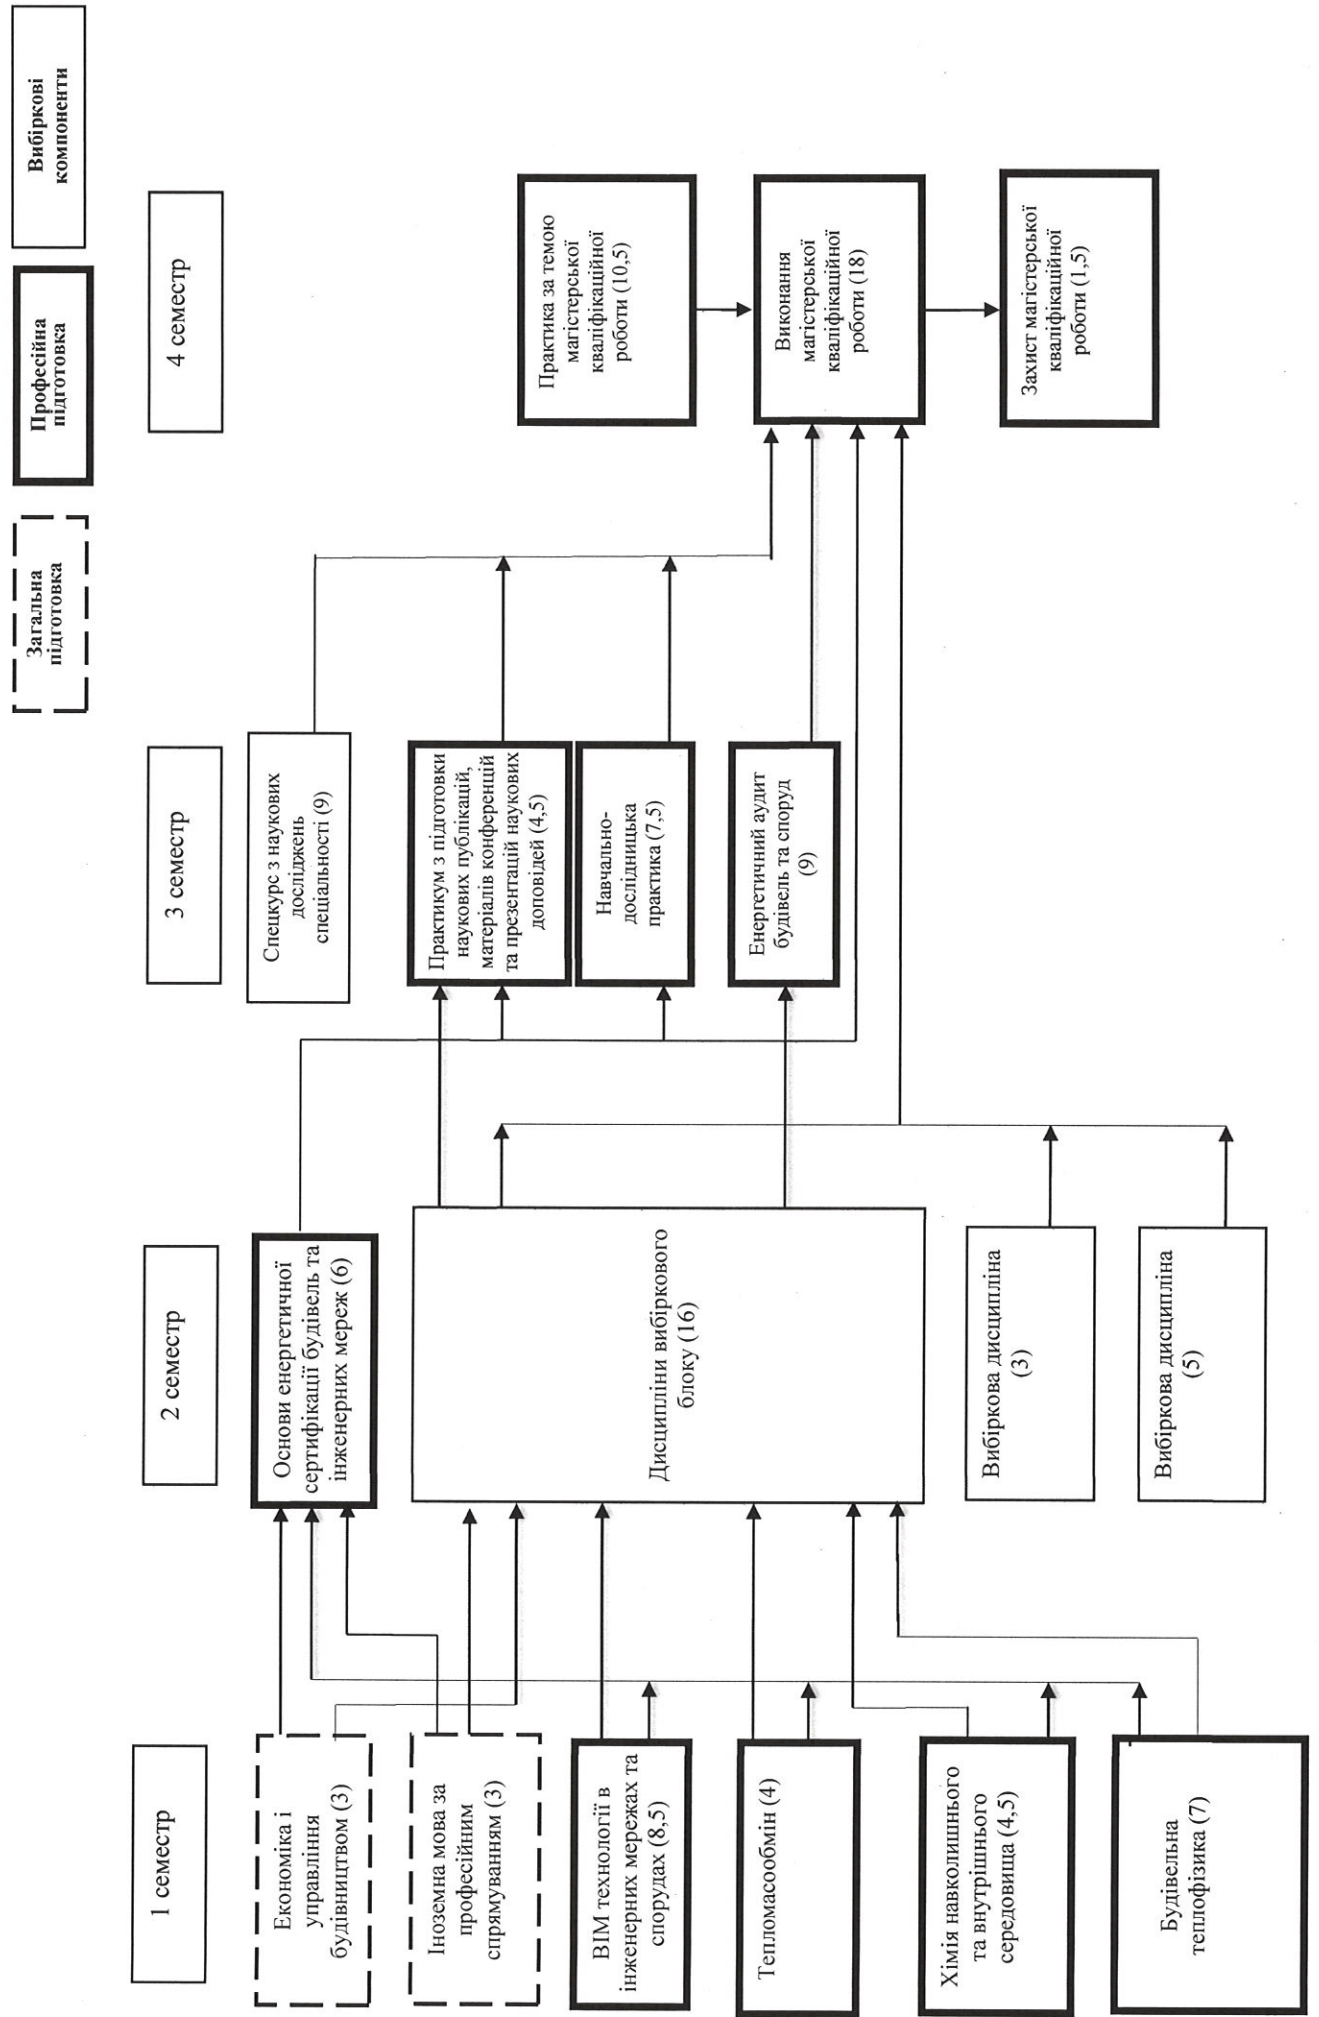 Загальна
підготовка
Професійна
підготовка
Вибіркові
компоненти
1 семестр
2 семестр
3 семестр
4 семестр
Економіка і
управління
будівництвом (3)
Іноземна мова за
професійним
спрямуванням (3)
BIM технології в
інженерних мережах та
спорудах (8,5)
Тепломасообмін (4)
Хімія навколишнього
та внутрішнього
середовища (4,5)
Будівельна
теплофізика (7)
Основи енергетичної
сертифікації будівель та
інженерних мереж (6)
Дисципліни вибіркового
блоку (16)
Вибіркова дисципліна
(3)
Вибіркова дисципліна
(5)
Спецкурс з наукових
досліджень
спеціальності (9)
Практикум з підготовки
наукових публікацій,
матеріалів конференцій
та презентацій наукових
доповідей (4,5)
Навчально-
дослідницька
практика (7,5)
Енергетичний аудит
будівель та споруд
(9)
Практика за темою
магістерської
кваліфікаційної
роботи (10,5)
Виконання
магістерської
кваліфікаційної
роботи (18)
Захист магістерської
кваліфікаційної
роботи (1,5)